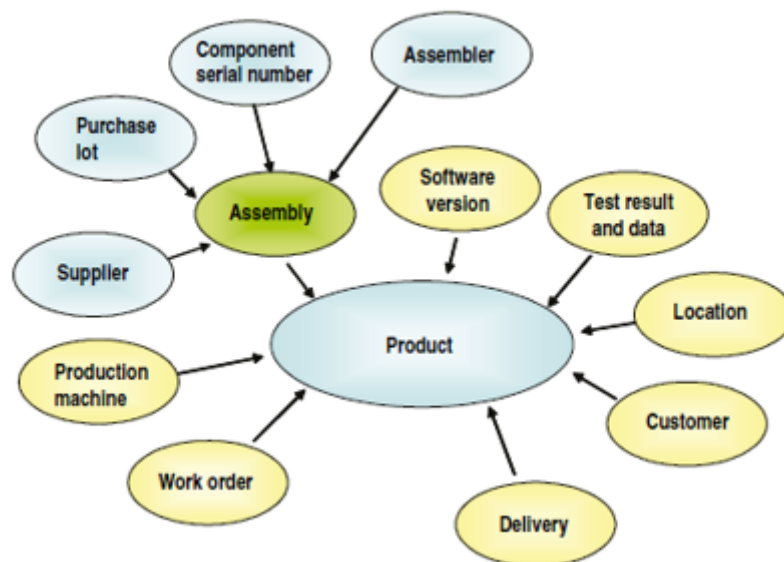 Component
serial number
Assembler
Purchase
lot
Software
version
Test result
and data
Assembly
Supplier
Location
Product
Production
machine
Customer
Work order
Delivery